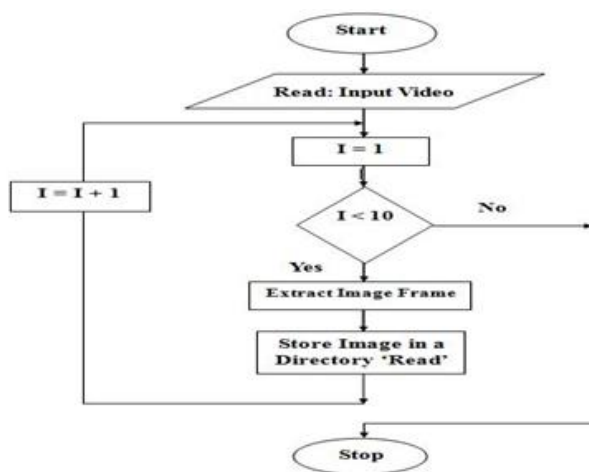 Start
Read: Input Video
I = 1
I = I + 1
I < 10
No
Yes
Extract Image Frame
Store Image in a
Directory ‘Read’
Stop